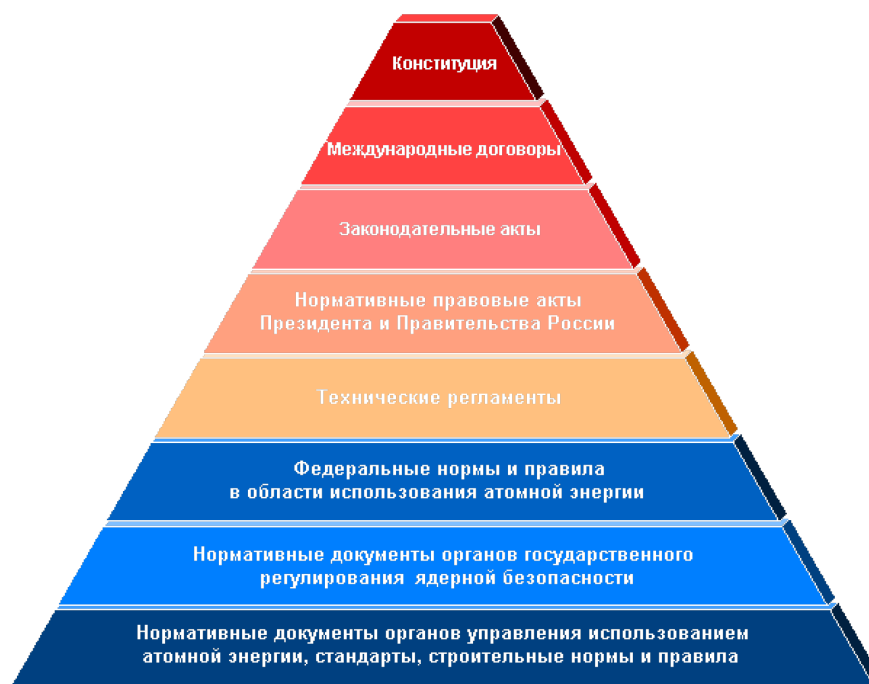 Конституция
Международные договоры
Законодательные акты
Нормативные правовые акты
Президента и Правительства России
Технические регламенты
Федеральные нормы и правила
в области использования атомной энергии
Нормативные документы органов государственного
регулирования ядерной безопасности
Нормативные документы органов управления использованием
атомной энергии, стандарты, строительные нормы и правила